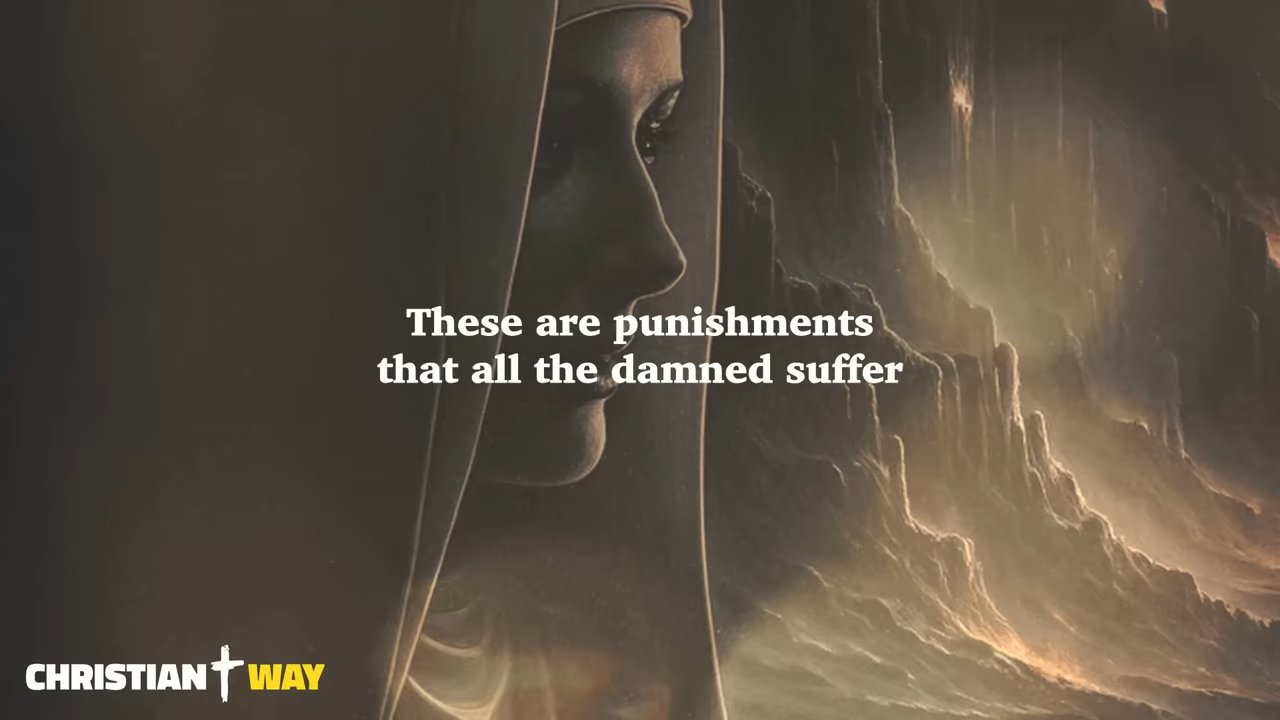 These are punishments
that all the damned suffer
CHRISTIAN WAY